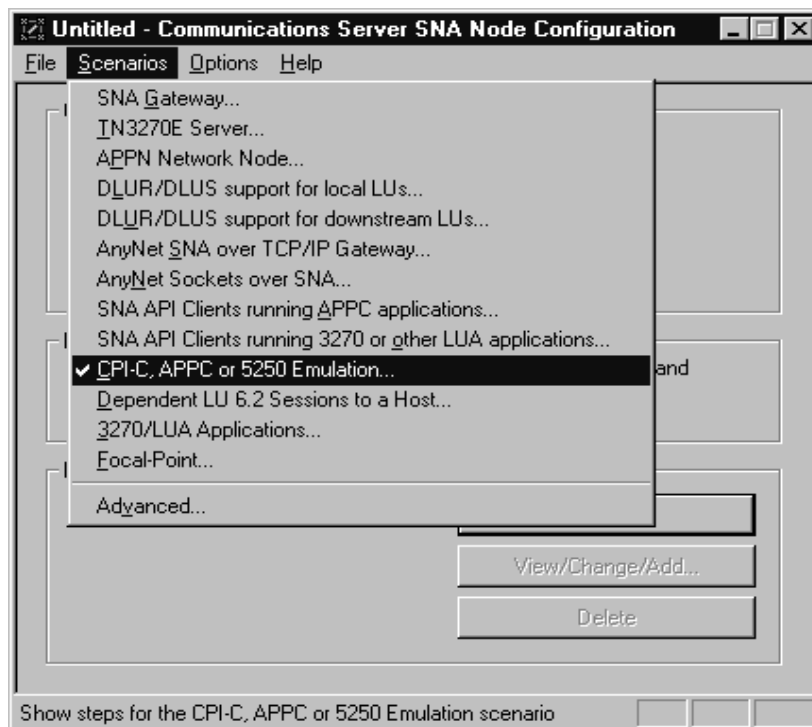 Untitled - Communications Server SNA Node Configuration
File Scenarios Options Help
SNA Gateway...
TN3270E Server...
APPN Network Node...
DLUR/DLUS support for local LUs...
DLUR/DLUS support for downstream LUs...
AnyNet SNA over TCP/IP Gateway...
AnyNet Sockets over SNA...
SNA API Clients running APPC applications...
SNA API Clients running 3270 or other LUA applications...
CPI-C, APPC or 5250 Emulation... and
Dependent LU 6.2 Sessions to a Host...
3270/LUA Applications...
Focal-Point...
Advanced...
View/Change/Add...
Delete
Show steps for the CPI-C, APPC or 5250 Emulation scenario